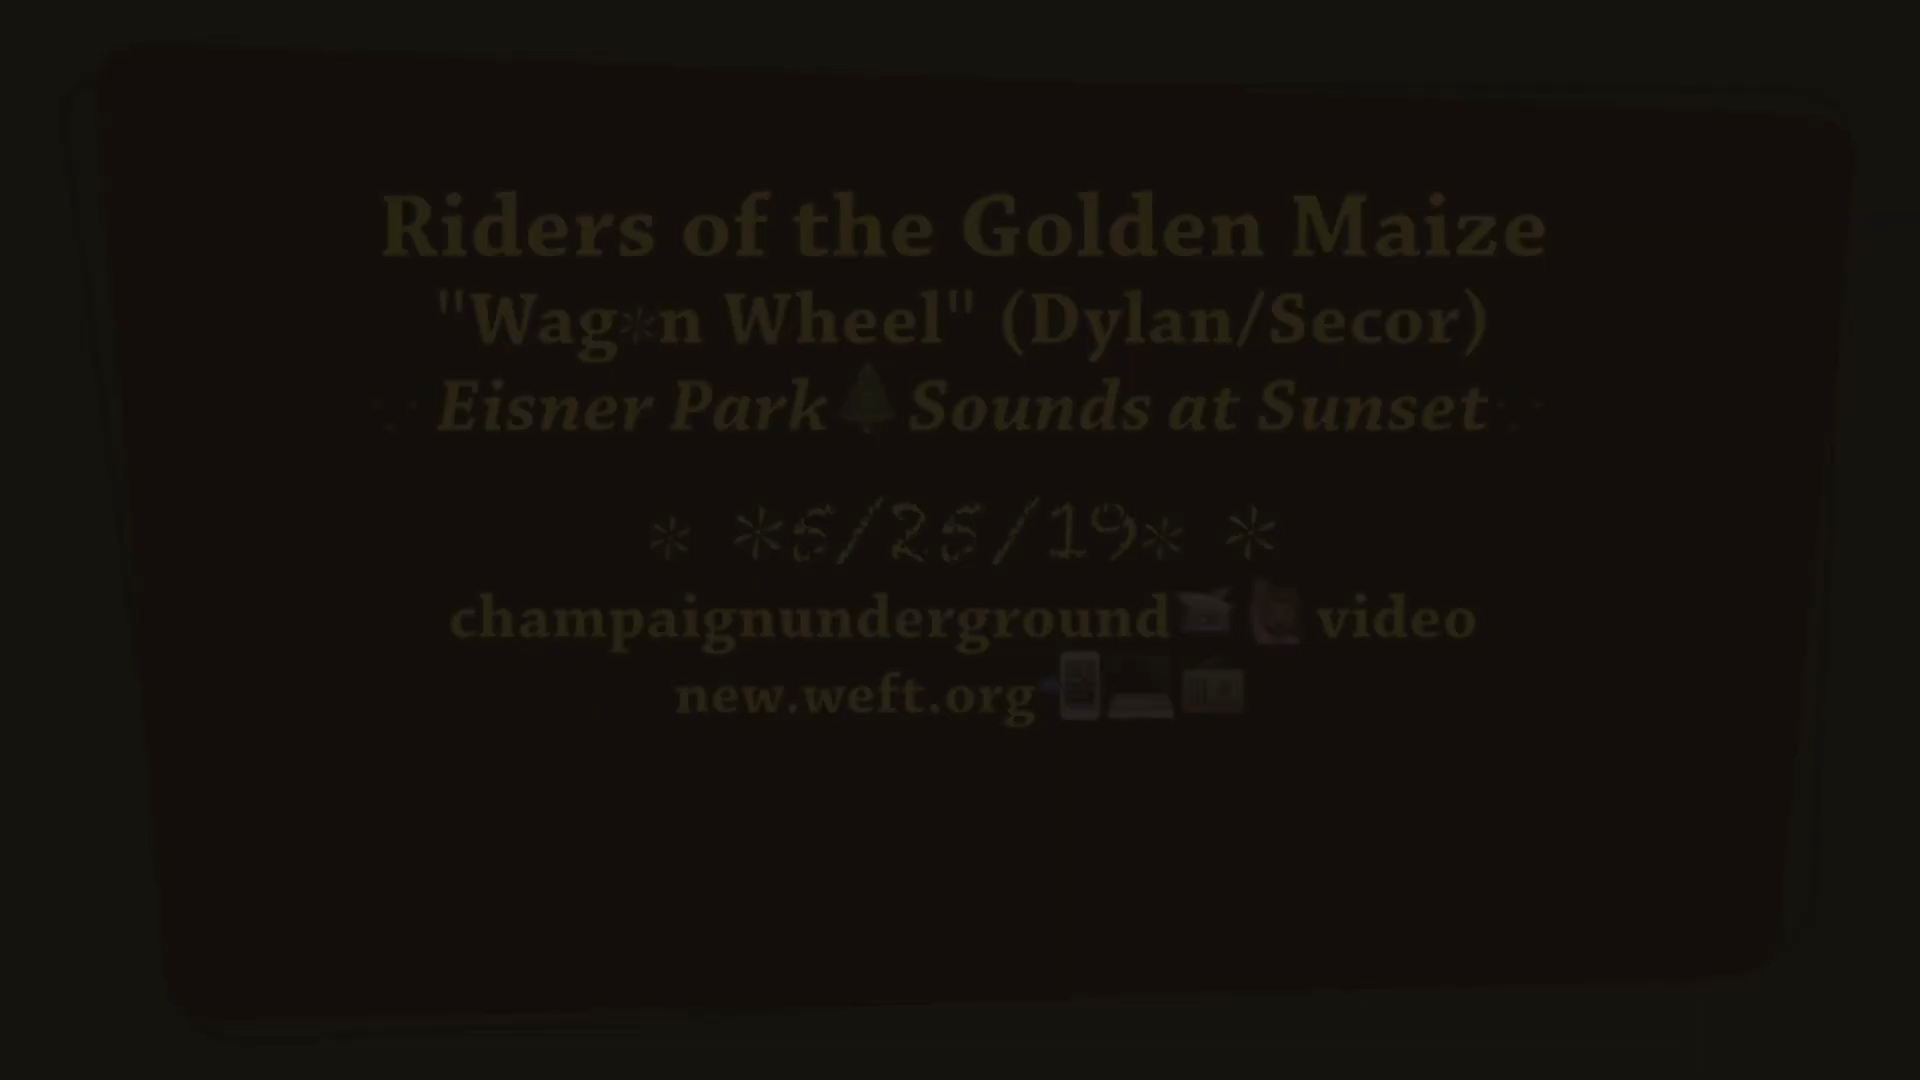 Riders of the Golden Maize
"Wag*n Wheel" (Dylan/Secor)
Eisner Park🌲Sounds at Sunset
* *6/26/19* *
champaignunderground video
new.weft.org📲💻📻